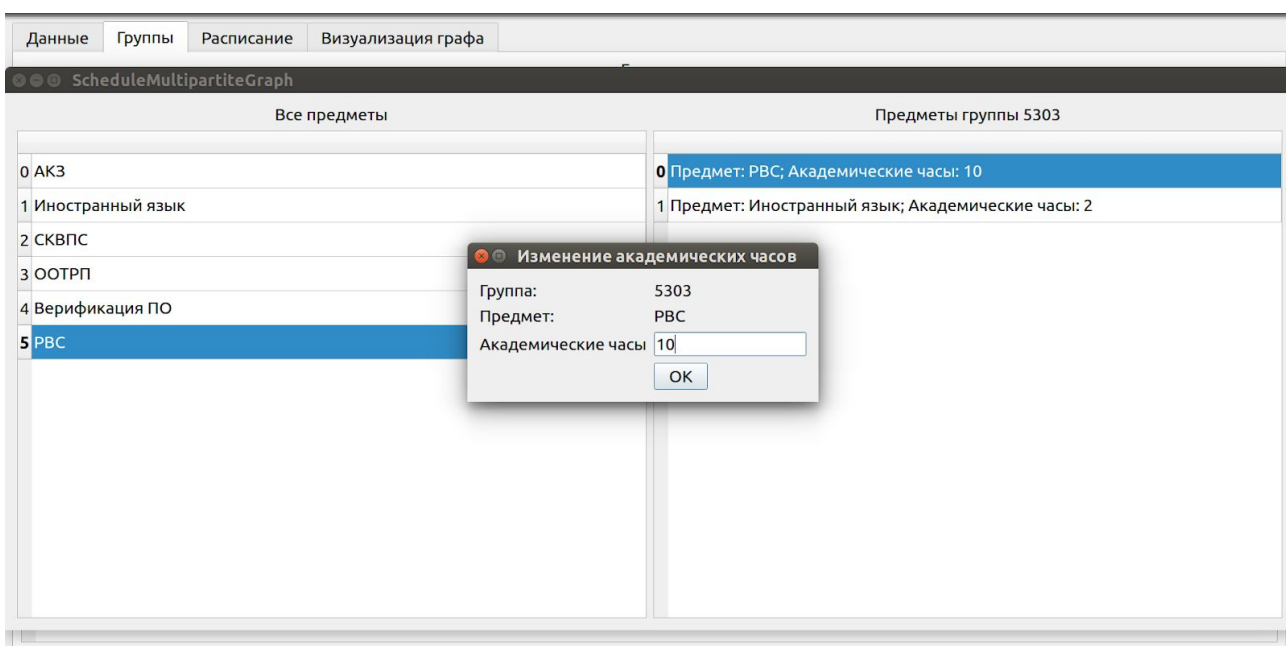 Данные Группы Расписание Визуализация графа
ScheduleMultipartiteGraph
Все предметы
0 АКЗ
1 Иностранный язык
2 СКВПС
3 ООТРП
4 Верификация ПО
5 РВС
Предметы группы 5303
0 Предмет: РВС; Академические часы: 10
1 Предмет: Иностранный язык; Академические часы: 2
Изменение академических часов
Группа: 5303
Предмет: РВС
Академические часы 10
OK